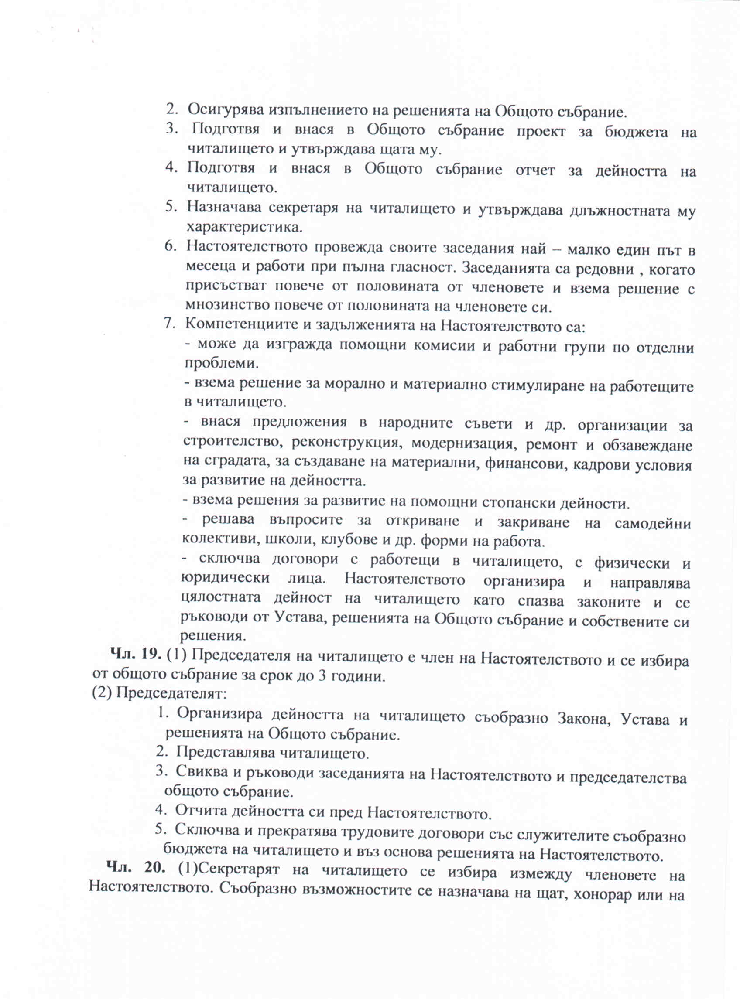 2. Осигурява изпълнението на решенията на Общото събрание.
3. Подготвя и внася в Общото събрание проект за бюджета на
читалището и утвърждава щата му.
4. Подготвя и внася в Общото събрание отчет за дейността на
читалището.
5. Назначава секретаря на читалището и утвърждава длъжностната му
характеристика.
6. Настоятелството провежда своите заседания най – малко един път в
месеца и работи при пълна гласност. Заседанията са редовни , когато
присъстват повече от половината от членовете и взема решение с
мнозинство повече от половината на членовете си.
7. Компетенциите и задълженията на Настоятелството са:
- може да изгражда помощни комисии и работни групи по отделни
проблеми.
- взема решение за морално и материално стимулиране на работещите
в читалището.
- внася предложения в народните съвети и др. организации за
строителство, реконструкция, модернизация, ремонт и обзавеждане
на сградата, за създаване на материални, финансови, кадрови условия
за развитие на дейността.
- взема решения за развитие на помощни стопански дейности.
- решава въпросите за откриване и закриване на самодейни
колективи, школи, клубове и др. форми на работа.
- сключва договори с работещи в читалището, с физически и
юридически лица. Настоятелството организира и направлява
цялостната дейност на читалището като спазва законите и се
ръководи от Устава, решенията на Общото събрание и собствените си
решения.
Чл. 19. (1) Председателя на читалището е член на Настоятелството и се избира
от общото събрание за срок до 3 години.
(2) Председателят:
1. Организира дейността на читалището съобразно Закона, Устава и
решенията на Общото събрание.
2. Представлява читалището.
3. Свиква и ръководи заседанията на Настоятелството и председателства
общото събрание.
4. Отчита дейността си пред Настоятелството.
5. Сключва и прекратява трудовите договори със служителите съобразно
бюджета на читалището и въз основа решенията на Настоятелството.
Чл. 20. (1)Секретарят на читалището се избира измежду членовете на
Настоятелството. Съобразно възможностите се назначава на щат, хонорар или на